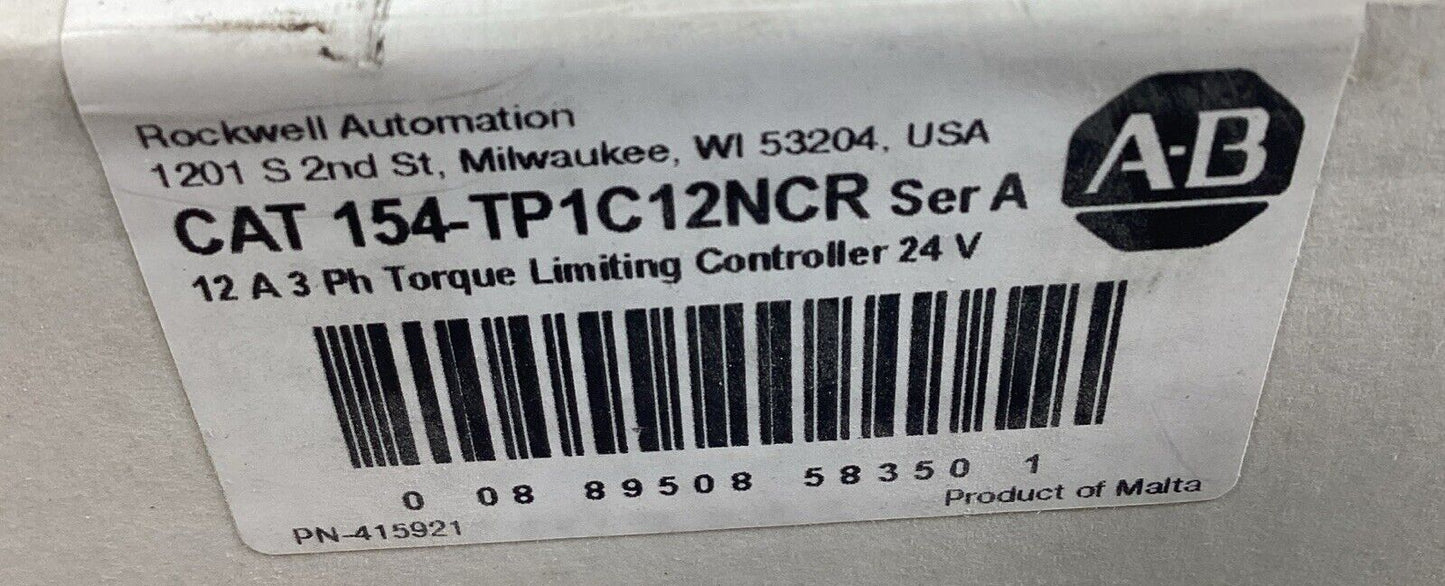 Rockwell Automation
1201 S 2nd St, Milwaukee, WI 53204, USA
CAT 154-TP1C12NCR Ser A
12 A 3 Ph Torque Limiting Controller 24 V
A-B
0 08 89508 58350 1
PN-415921
Product of Malta